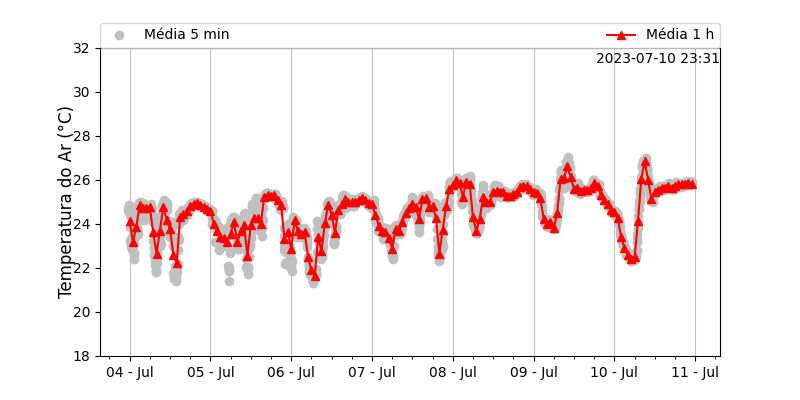 Média 5 min
Média 1 h
2023-07-10 23:31
Temperatura do Ar (°C)
32
30
28
26
24
22
20
18
04 - Jul
05 - Jul
06 - Jul
07 - Jul
08 - Jul
09 - Jul
10 - Jul
11 - Jul